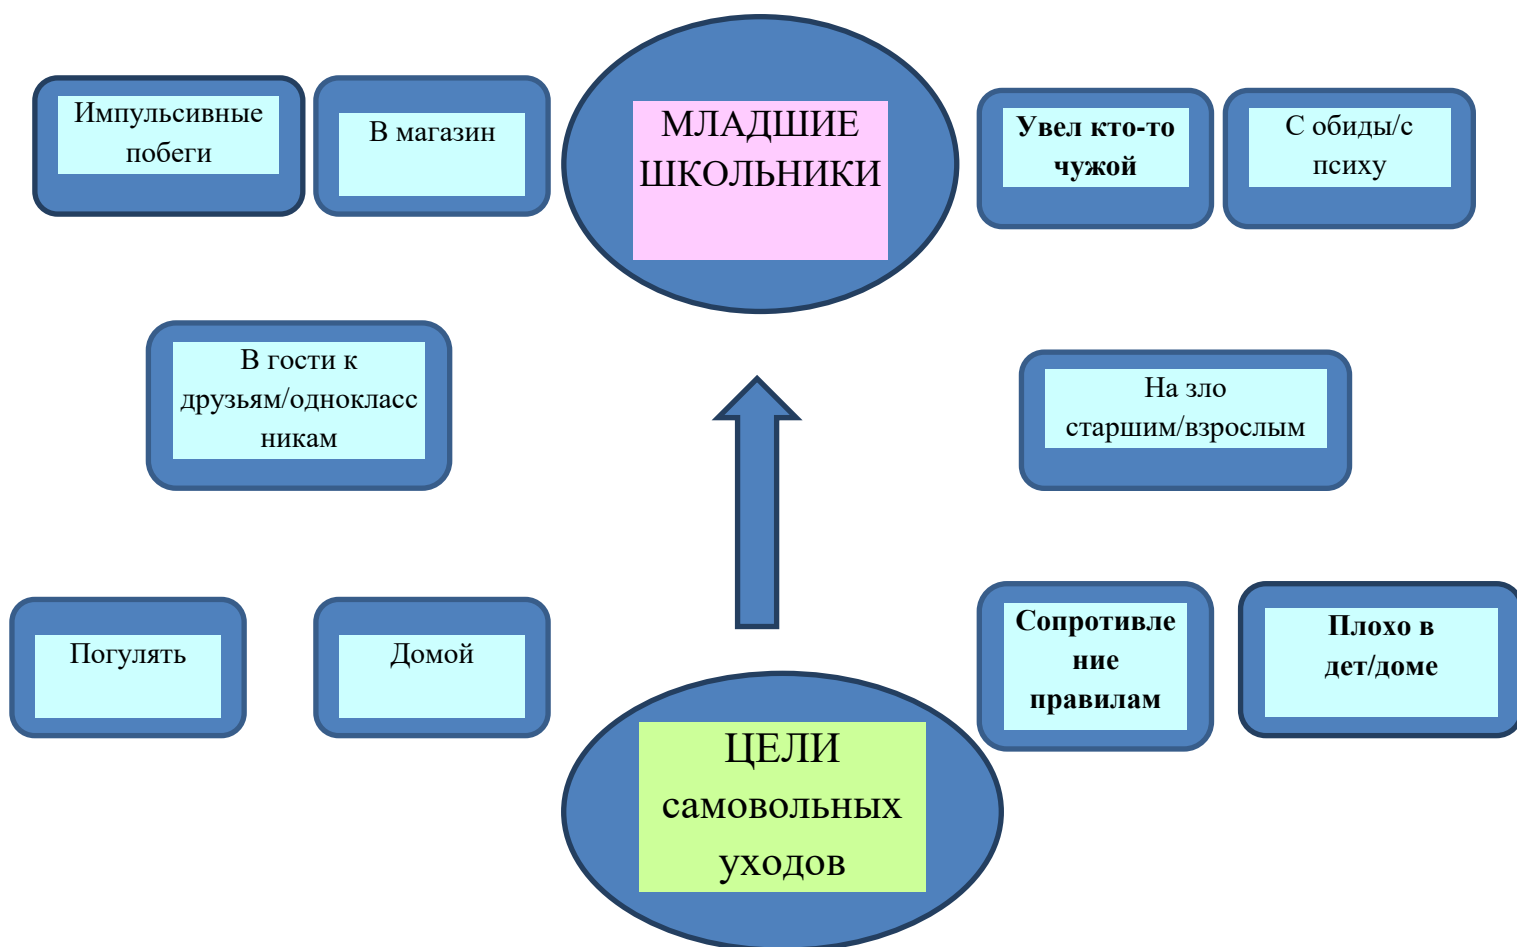 Импульсивные
побеги
В магазин
МЛАДШИЕ
ШКОЛЬНИКИ
Увел кто-то
чужой
С обиды/с
психу
В гости к
друзьям/однокласс
никам
На зло
старшим/взрослым
Погулять
Домой
Сопротивле
ние
правилам
Плохо в
дет/доме
ЦЕЛИ
самовольных
уходов